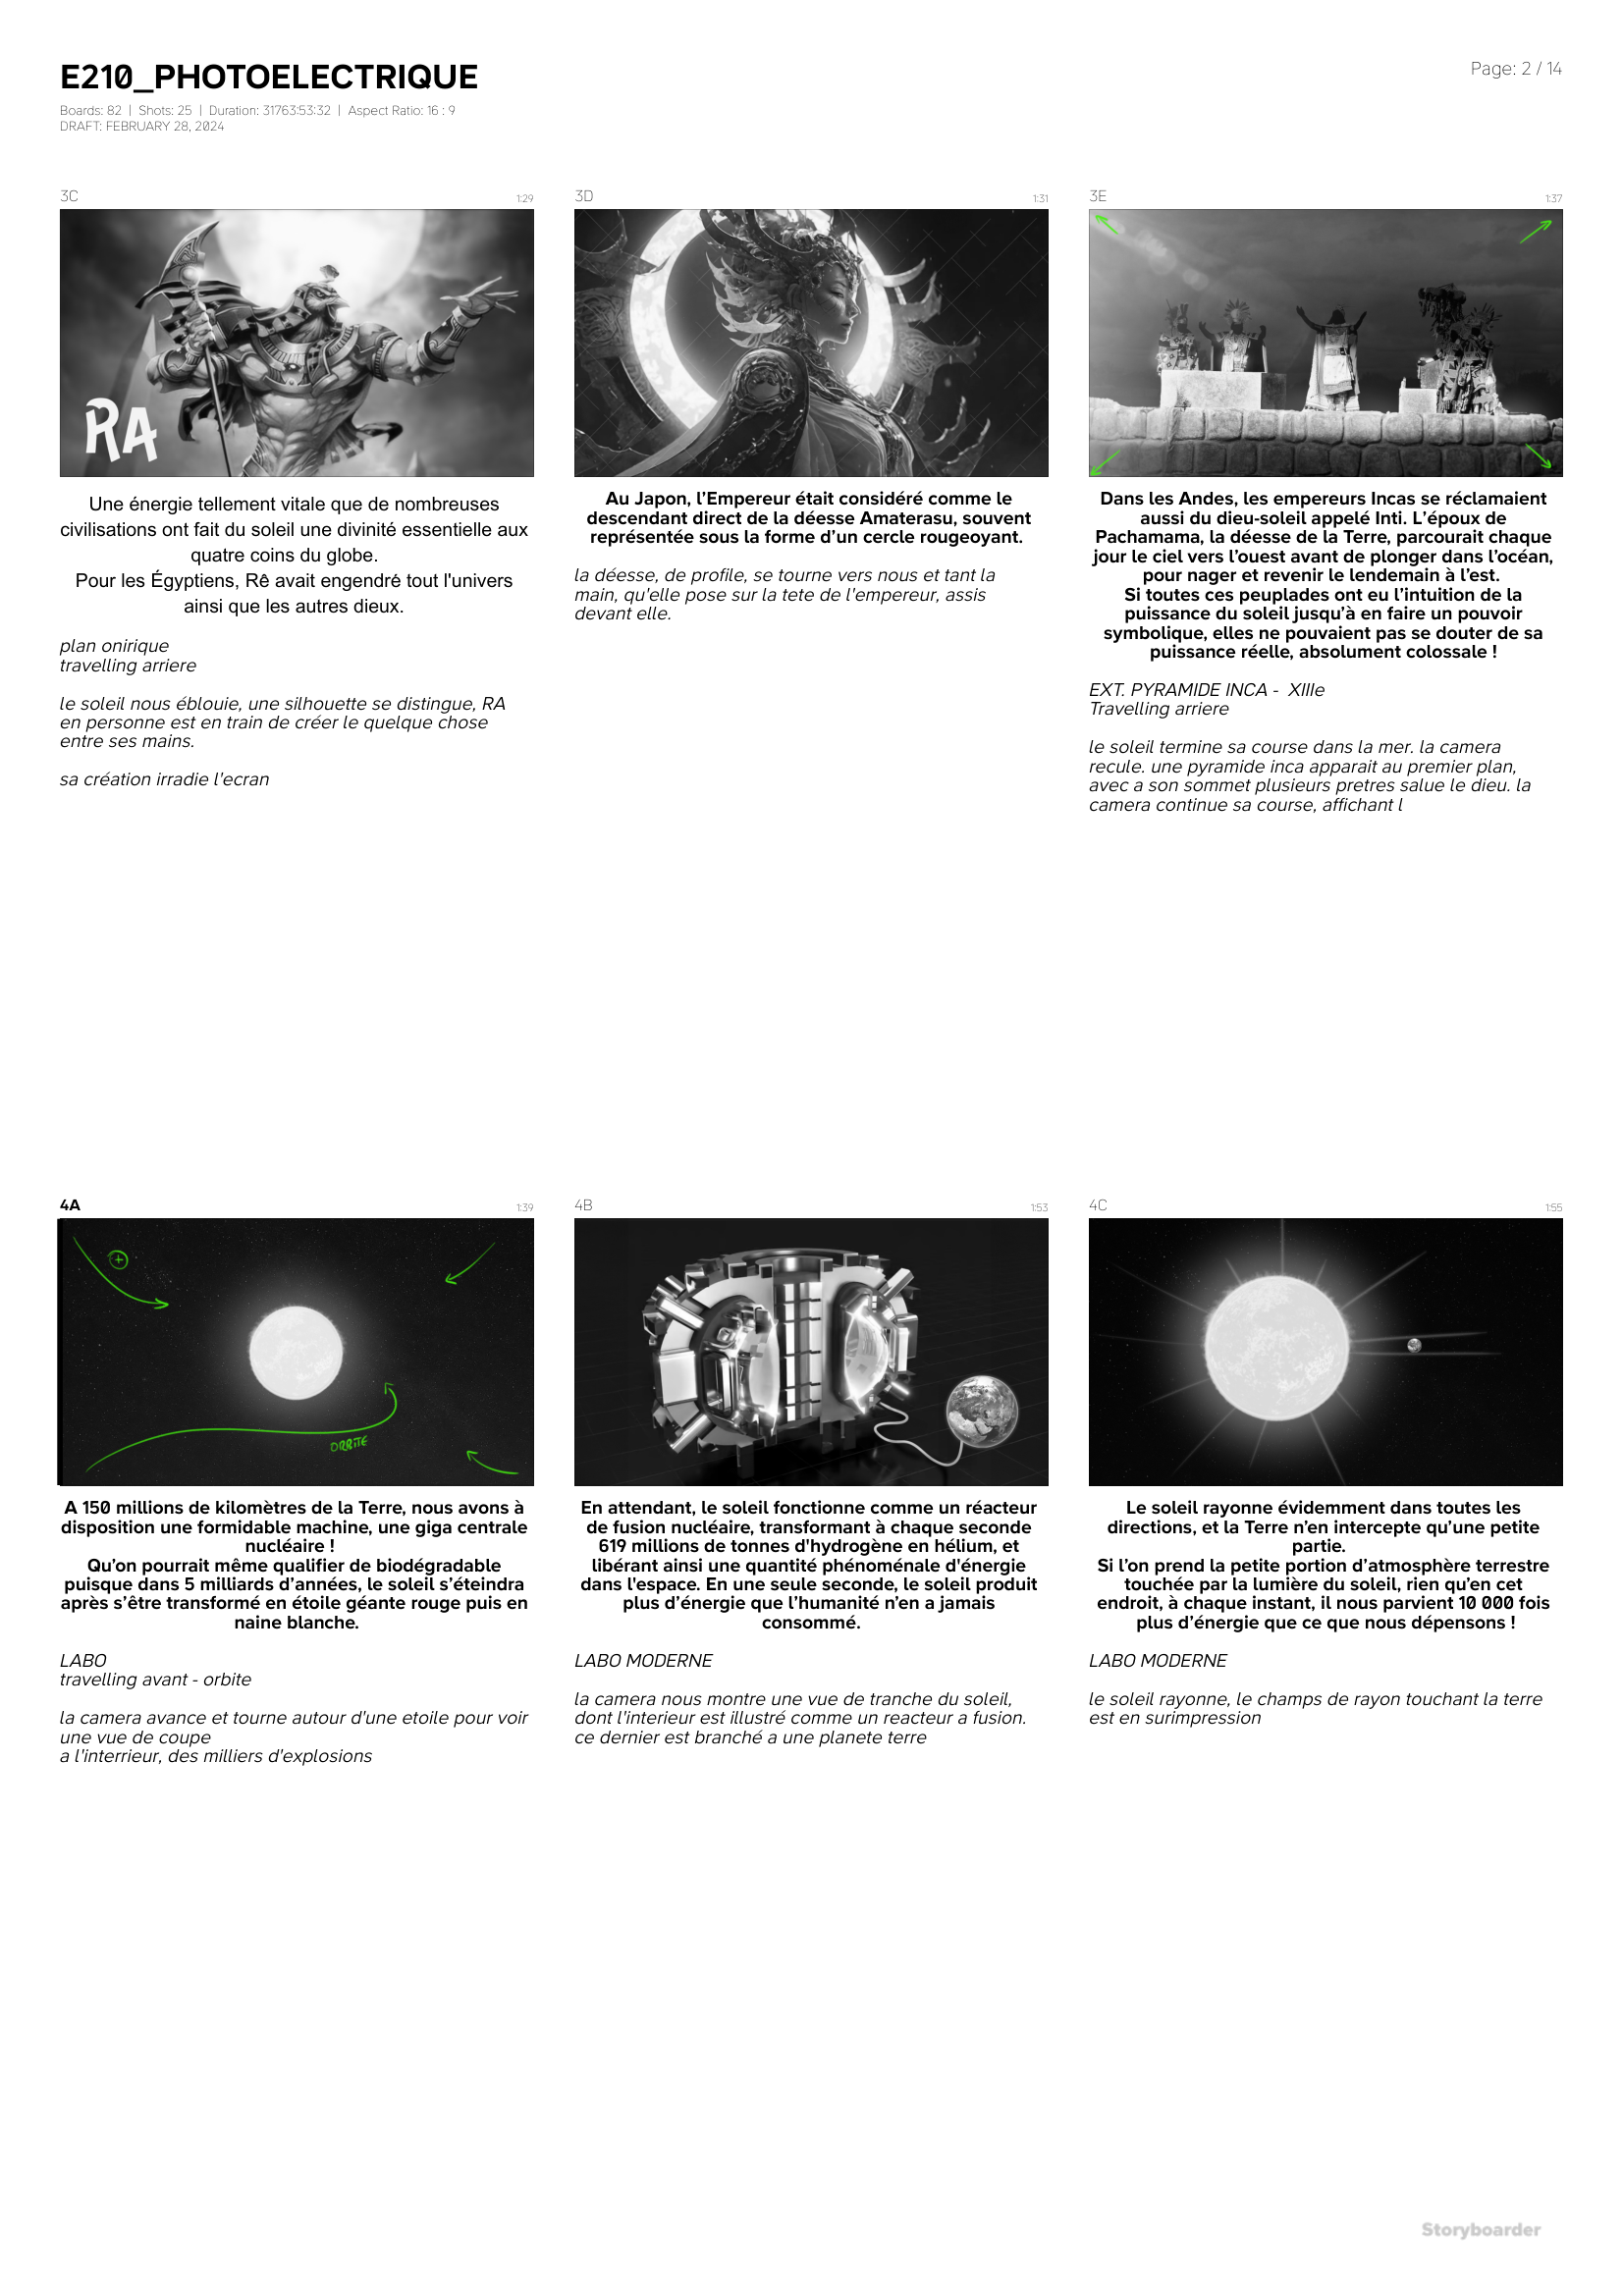 E210_PHOTOELECTRIQUE
Page: 2 / 14
Boards: 82 | Shots: 25 | Duration: 31763:53:32 | Aspect Ratio: 16 : 9
DRAFT: FEBRUARY 28, 2024
3C 1:29
RA
Une énergie tellement vitale que de nombreuses
civilisations ont fait du soleil une divinité essentielle aux
quatre coins du globe.
Pour les Égyptiens, Rê avait engendré tout l'univers
ainsi que les autres dieux.
plan onirique
travelling arriere
le soleil nous éblouie, une silhouette se distingue, RA
en personne est en train de créer le quelque chose
entre ses mains.
sa création irradie l'ecran
3D 1:31
Au Japon, l’Empereur était considéré comme le
descendant direct de la déesse Amaterasu, souvent
représentée sous la forme d’un cercle rougeoyant.
la déesse, de profile, se tourne vers nous et tant la
main, qu'elle pose sur la tete de l'empereur, assis
devant elle.
3E 1:37
Dans les Andes, les empereurs Incas se réclamaient
aussi du dieu-soleil appelé Inti. L’époux de
Pachamama, la déesse de la Terre, parcourait chaque
jour le ciel vers l’ouest avant de plonger dans l’océan,
pour nager et revenir le lendemain à l’est.
Si toutes ces peuplades ont eu l’intuition de la
puissance du soleil jusqu’à en faire un pouvoir
symbolique, elles ne pouvaient pas se douter de sa
puissance réelle, absolument colossale !
EXT. PYRAMIDE INCA - XIIIe
Travelling arriere
le soleil termine sa course dans la mer. la camera
recule. une pyramide inca apparait au premier plan,
avec a son sommet plusieurs pretres salue le dieu. la
camera continue sa course, affichant l
4A 1:39
ORBITE
A 150 millions de kilomètres de la Terre, nous avons à
disposition une formidable machine, une giga centrale
nucléaire !
Qu’on pourrait même qualifier de biodégradable
puisque dans 5 milliards d’années, le soleil s’éteindra
après s’être transformé en étoile géante rouge puis en
naine blanche.
LABO
travelling avant - orbite
la camera avance et tourne autour d'une etoile pour voir
une vue de coupe
a l'interrieur, des milliers d'explosions
4B 1:53
En attendant, le soleil fonctionne comme un réacteur
de fusion nucléaire, transformant à chaque seconde
619 millions de tonnes d'hydrogène en hélium, et
libérant ainsi une quantité phénoménale d'énergie
dans l'espace. En une seule seconde, le soleil produit
plus d’énergie que l’humanité n’en a jamais
consommé.
LABO MODERNE
la camera nous montre une vue de tranche du soleil,
dont l'interieur est illustré comme un reacteur a fusion.
ce dernier est branché a une planete terre
4C 1:55
Le soleil rayonne évidemment dans toutes les
directions, et la Terre n’en intercepte qu’une petite
partie.
Si l’on prend la petite portion d’atmosphère terrestre
touchée par la lumière du soleil, rien qu’en cet
endroit, à chaque instant, il nous parvient 10 000 fois
plus d’énergie que ce que nous dépensons !
LABO MODERNE
le soleil rayonne, le champs de rayon touchant la terre
est en surimpression
Storyboarder